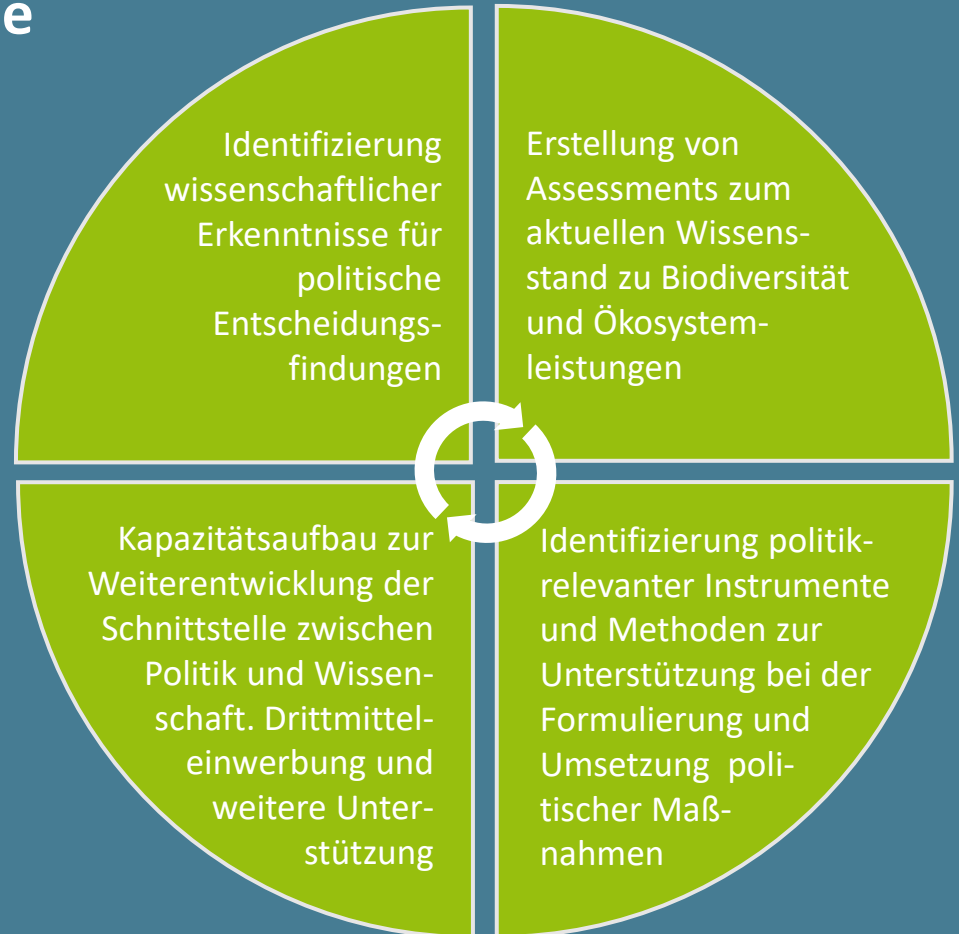 e
Identifizierung
wissenschaftlicher
Erkenntnisse für
politische
Entscheidungs-
findungen
Erstellung von
Assessments zum
aktuellen Wissens-
stand zu Biodiversität
und Ökosystem-
leistungen
Kapazitätsaufbau zur
Weiterentwicklung der
Schnittstelle zwischen
Politik und Wissen-
schaft. Drittmittel-
einwerbung und
weitere Unter-
stützung
Identifizierung politik-
relevanter Instrumente
und Methoden zur
Unterstützung bei der
Formulierung und
Umsetzung  poli-
tischer Maß-
nahmen